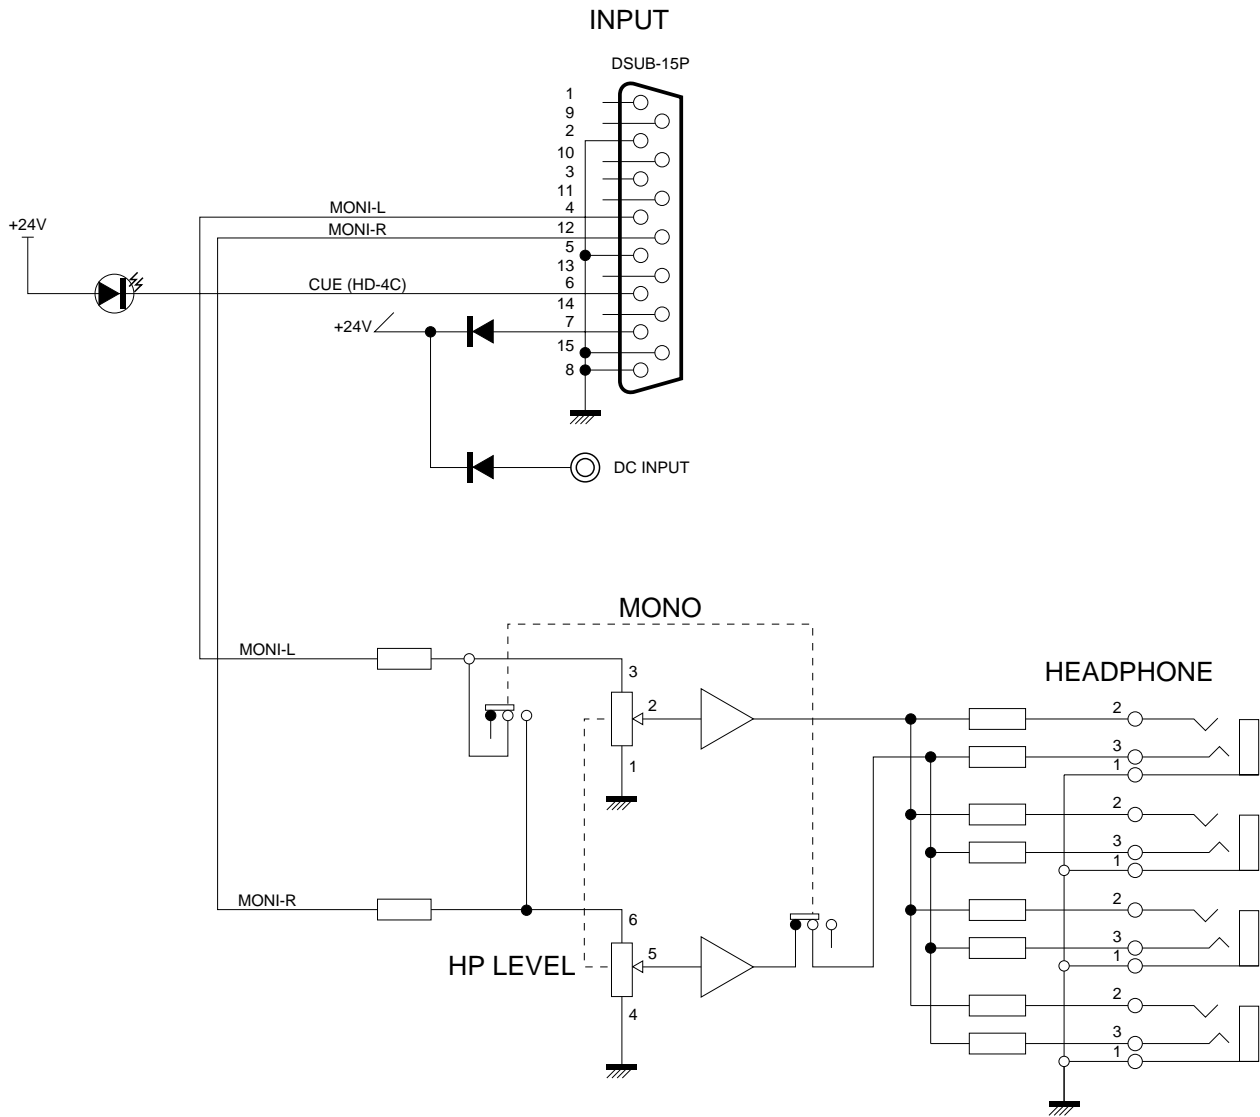 INPUT
DSUB-15P
1
9
2
10
3
11
MONI-L
4
+24V
MONI-R
12
5
13
CUE (HD-4C)
6
14
+24V
7
15
8
DC INPUT
MONO
MONI-L
3
HEADPHONE
2
2
3
1
1
2
3
1
MONI-R
2
6
3
5
1
HP LEVEL
2
4
3
1